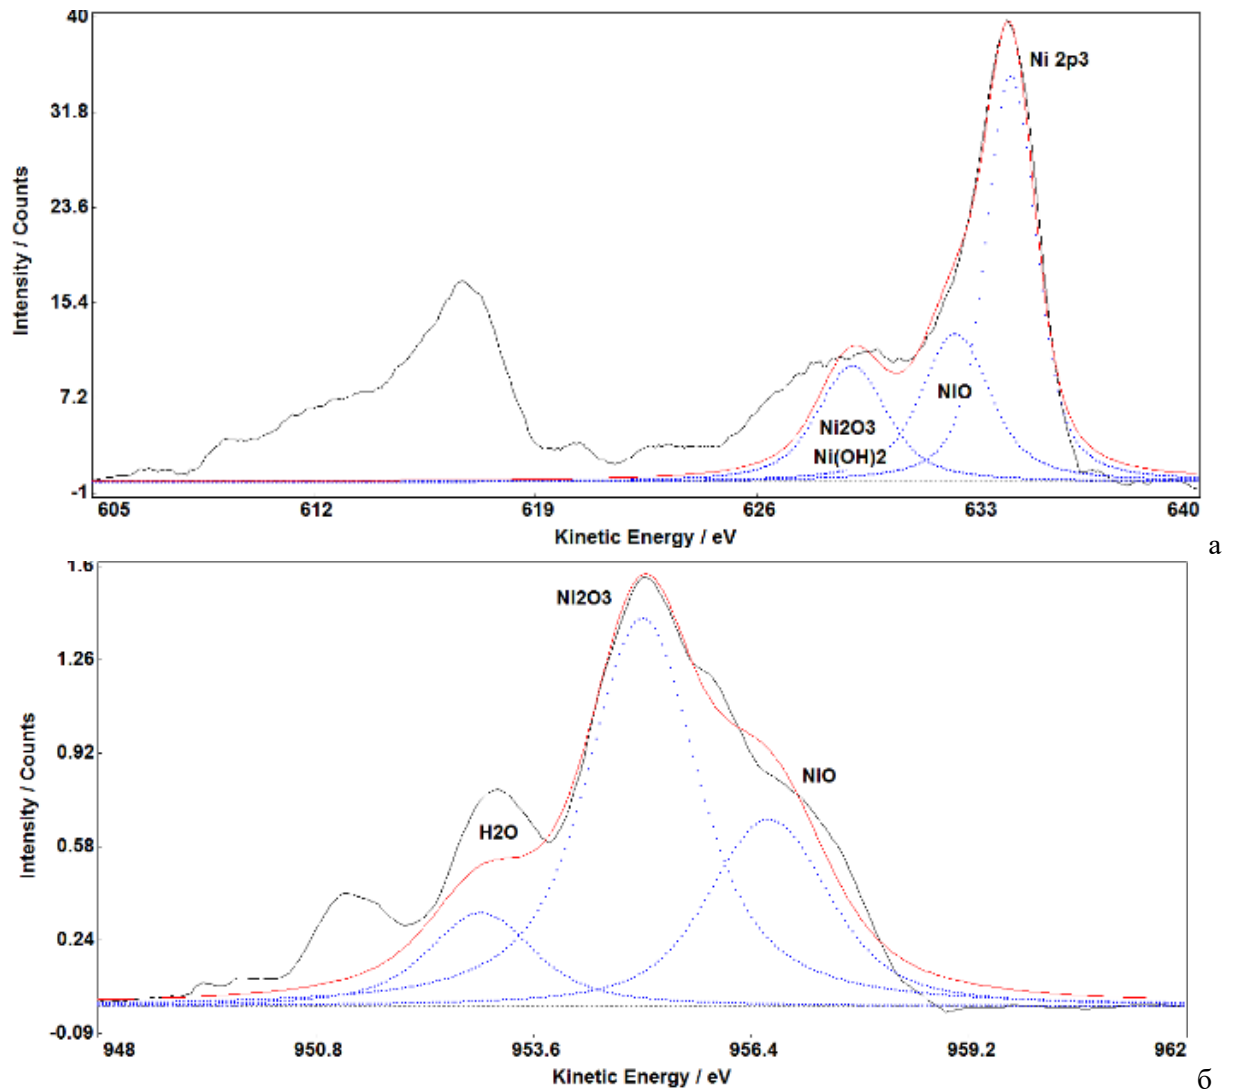 40
Ni 2p3
31.8
23.6
15.4
NIO
7.2
Ni2O3
Ni(OH)2
-1
605 612 619 626 633 640
Intensity / Counts
Kinetic Energy / eV
а
1.6
NI2O3
1.26
0.92
NIO
H2O
0.58
0.24
-0.09
948 950.8 953.6 956.4 959.2 962
Intensity / Counts
Kinetic Energy / eV
б